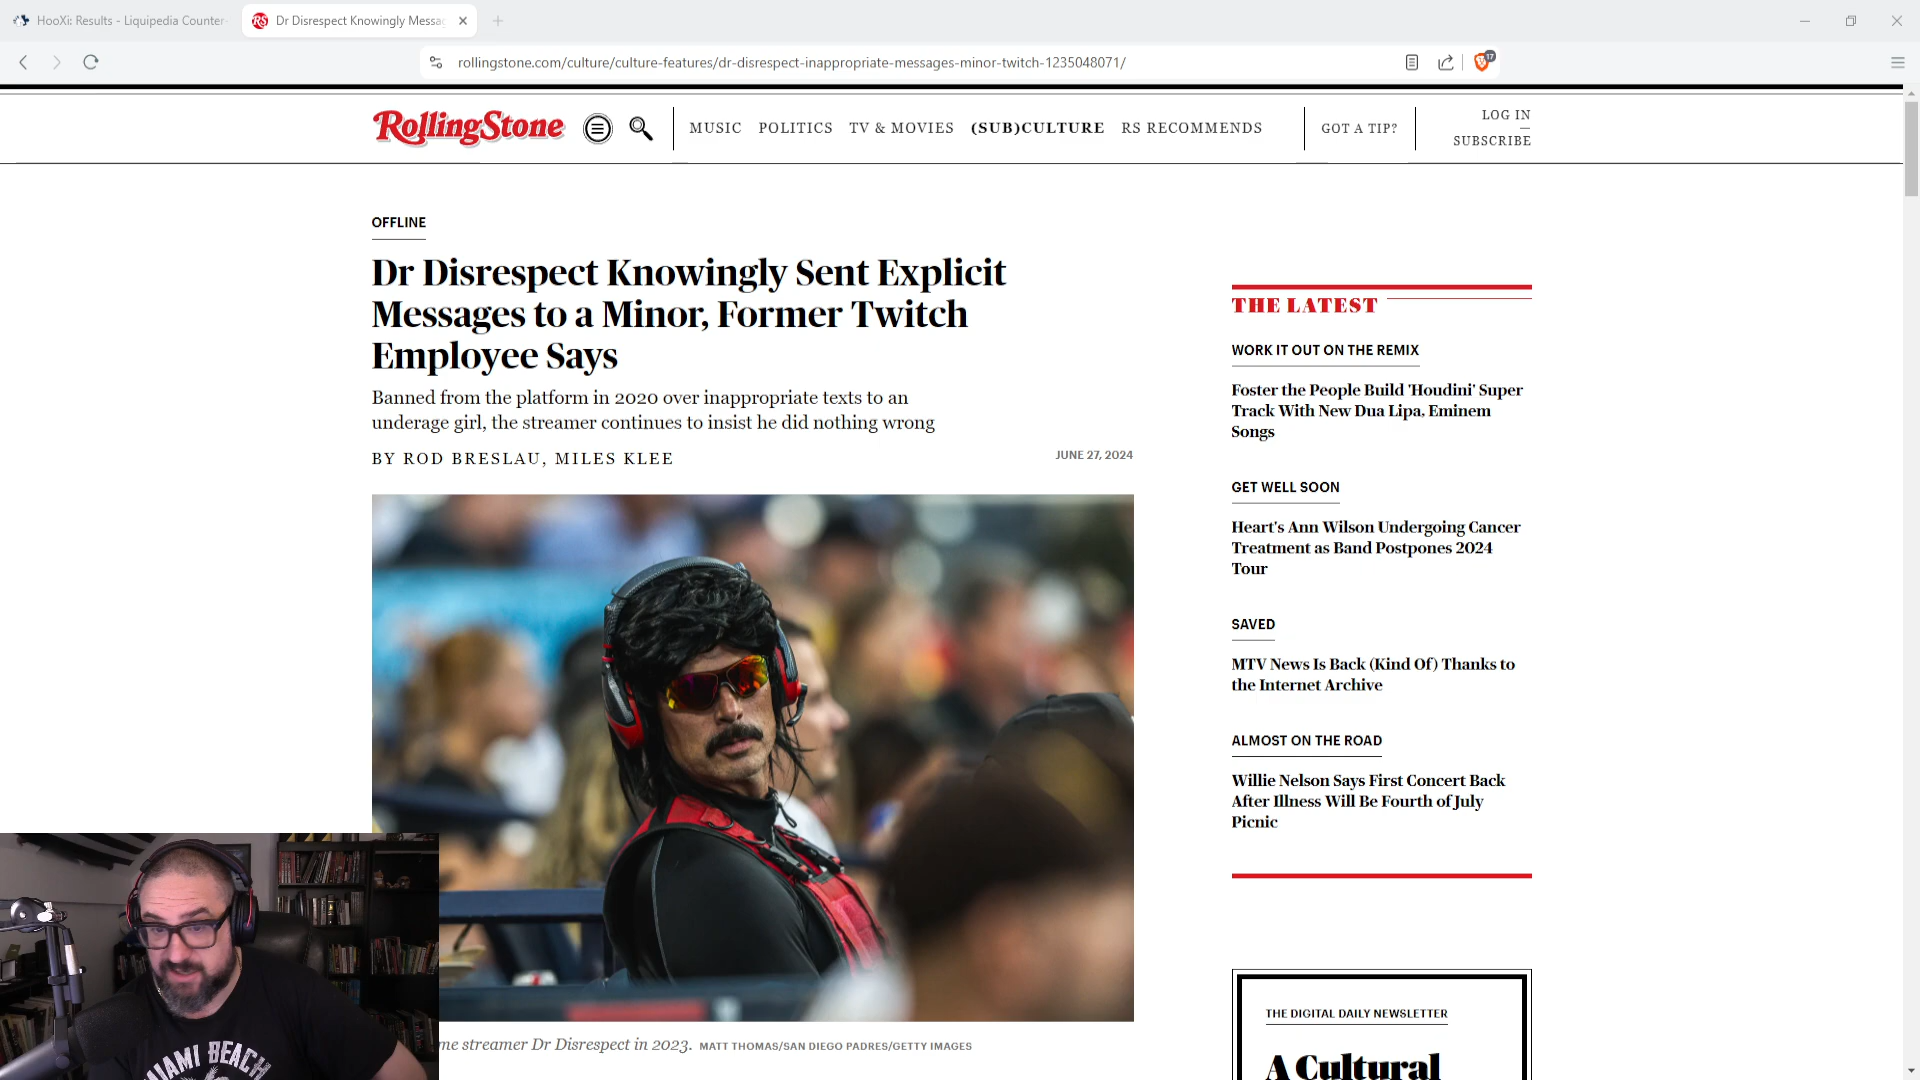 HooXi: Results - Liquipedia Counter-
Dr Disrespect Knowingly Messag
rollingstone.com/culture/culture-features/dr-disrespect-inappropriate-messages-minor-twitch-1235048071/
17
RollingStone
MUSIC POLITICS TV & MOVIES (SUB)CULTURE RS RECOMMENDS
GOT A TIP?
LOG IN
SUBSCRIBE
OFFLINE
Dr Disrespect Knowingly Sent Explicit
Messages to a Minor, Former Twitch
Employee Says
Banned from the platform in 2020 over inappropriate texts to an
underage girl, the streamer continues to insist he did nothing wrong
BY ROD BRESLAU, MILES KLEE
JUNE 27, 2024
me streamer Dr Disrespect in 2023. MATT THOMAS/SAN DIEGO PADRES/GETTY IMAGES
THE LATEST
WORK IT OUT ON THE REMIX
Foster the People Build 'Houdini' Super
Track With New Dua Lipa, Eminem
Songs
GET WELL SOON
Heart's Ann Wilson Undergoing Cancer
Treatment as Band Postpones 2024
Tour
SAVED
MTV News Is Back (Kind Of) Thanks to
the Internet Archive
ALMOST ON THE ROAD
Willie Nelson Says First Concert Back
After Illness Will Be Fourth of July
Picnic
THE DIGITAL DAILY NEWSLETTER
A Cultural
MIAMI BEACH